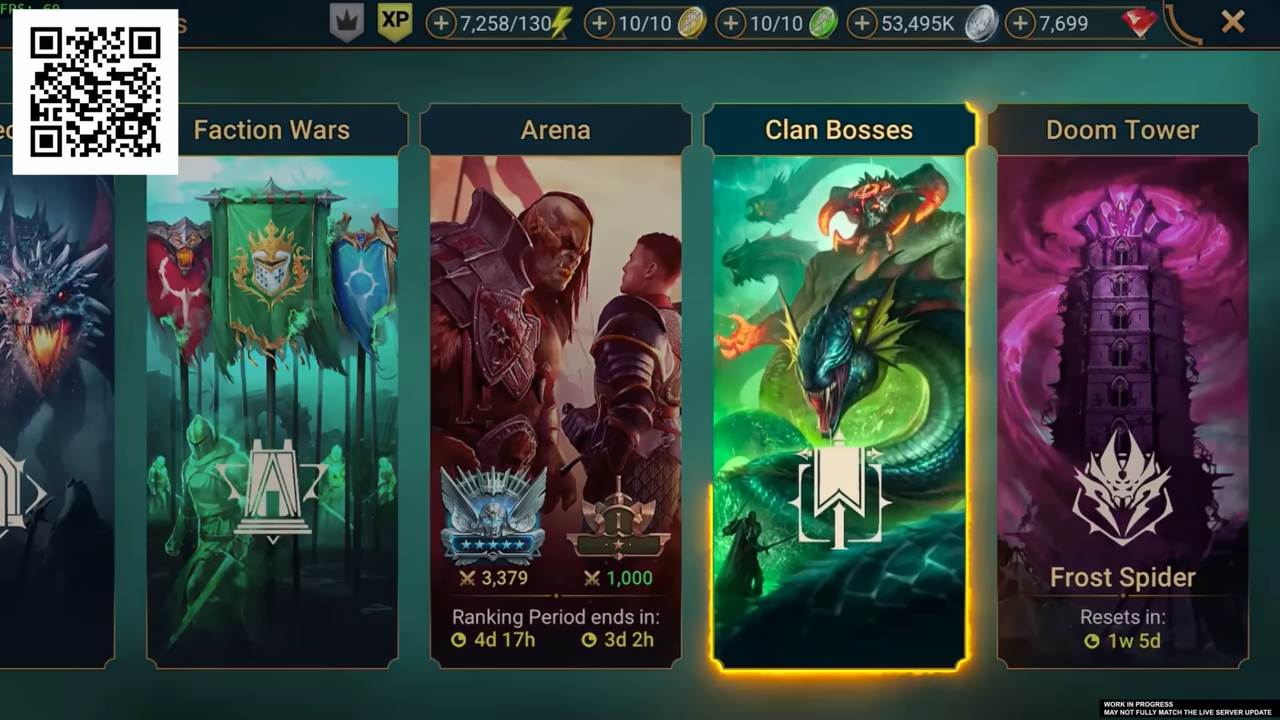 FPS: 60
s
XP
7,258/130
10/10
10/10
53,495K
7,699
Faction Wars
Arena
Clan Bosses
Doom Tower
3,379
1,000
Ranking Period ends in:
4d 17h
3d 2h
Frost Spider
Resets in:
1w 5d
WORK IN PROGRESS
MAY NOT FULLY MATCH THE LIVE SERVER UPDATE